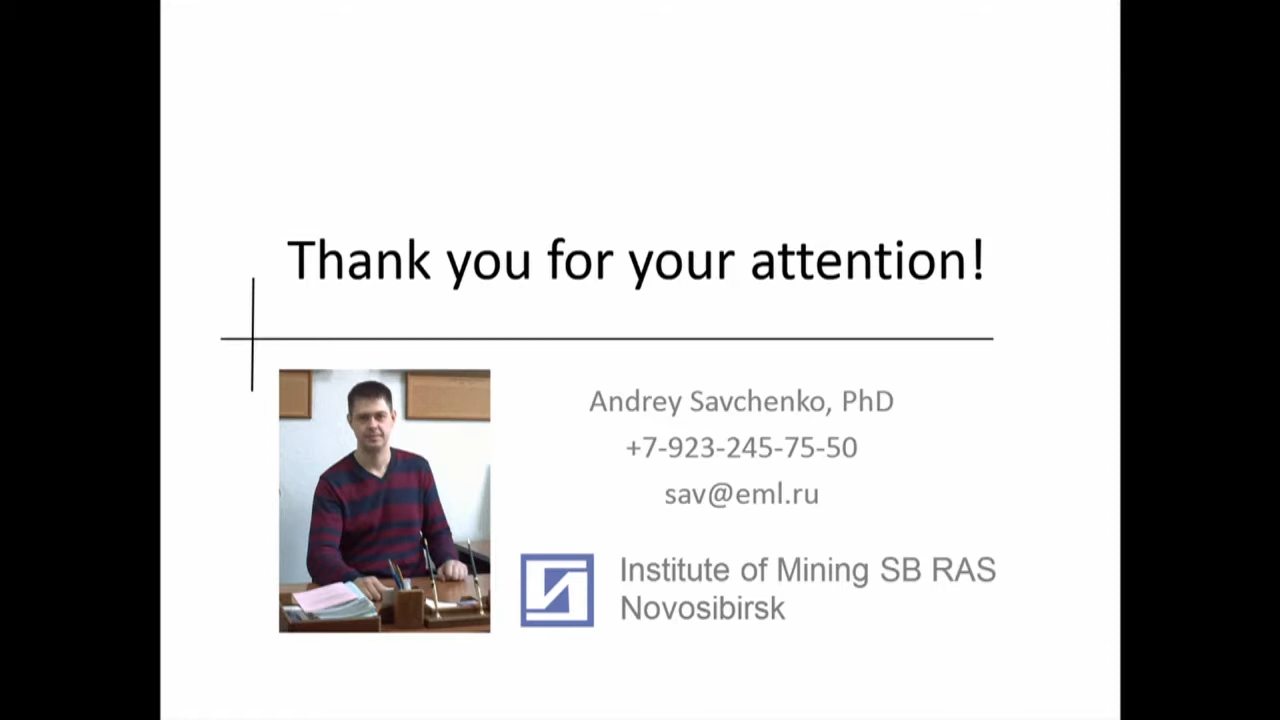 Thank you for your attention!
Andrey Savchenko, PhD
+7-923-245-75-50
sav@eml.ru
Institute of Mining SB RAS
Novosibirsk